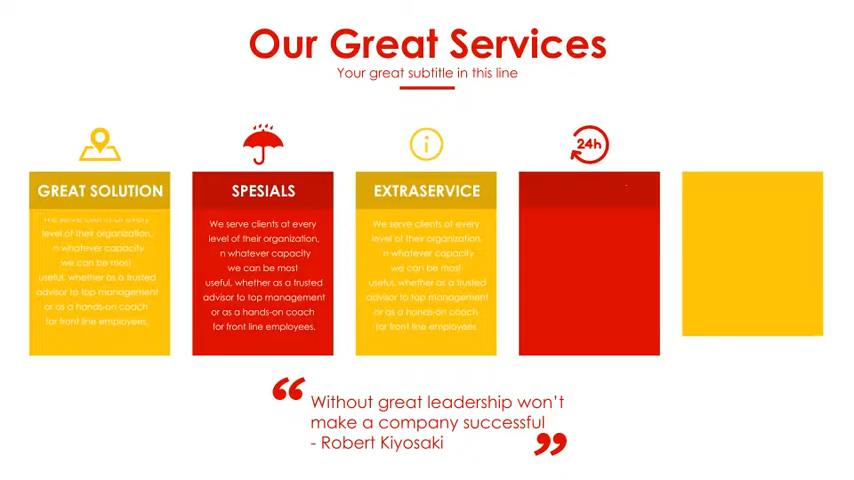 Our Great Services
Your great subtitle in this line
24h
GREAT SOLUTION
We serve clients at every
level of their organization,
n whatever capacity
we can be most
useful, whether as a trusted
advisor to top management
or as a hands-on coach
for front line employees,
SPESIALS
We serve clients at every
level of their organization,
n whatever capacity
we can be most
useful, whether as a trusted
advisor to top management
or as a hands-on coach
for front line employees.
EXTRASERVICE
We serve clients at every
level of their organization,
n whatever capacity
we can be most
useful, whether as a trusted
advisor to top management
or as a hands-on coach
for front line employees
“Without great leadership won’t
make a company successful
- Robert Kiyosaki”